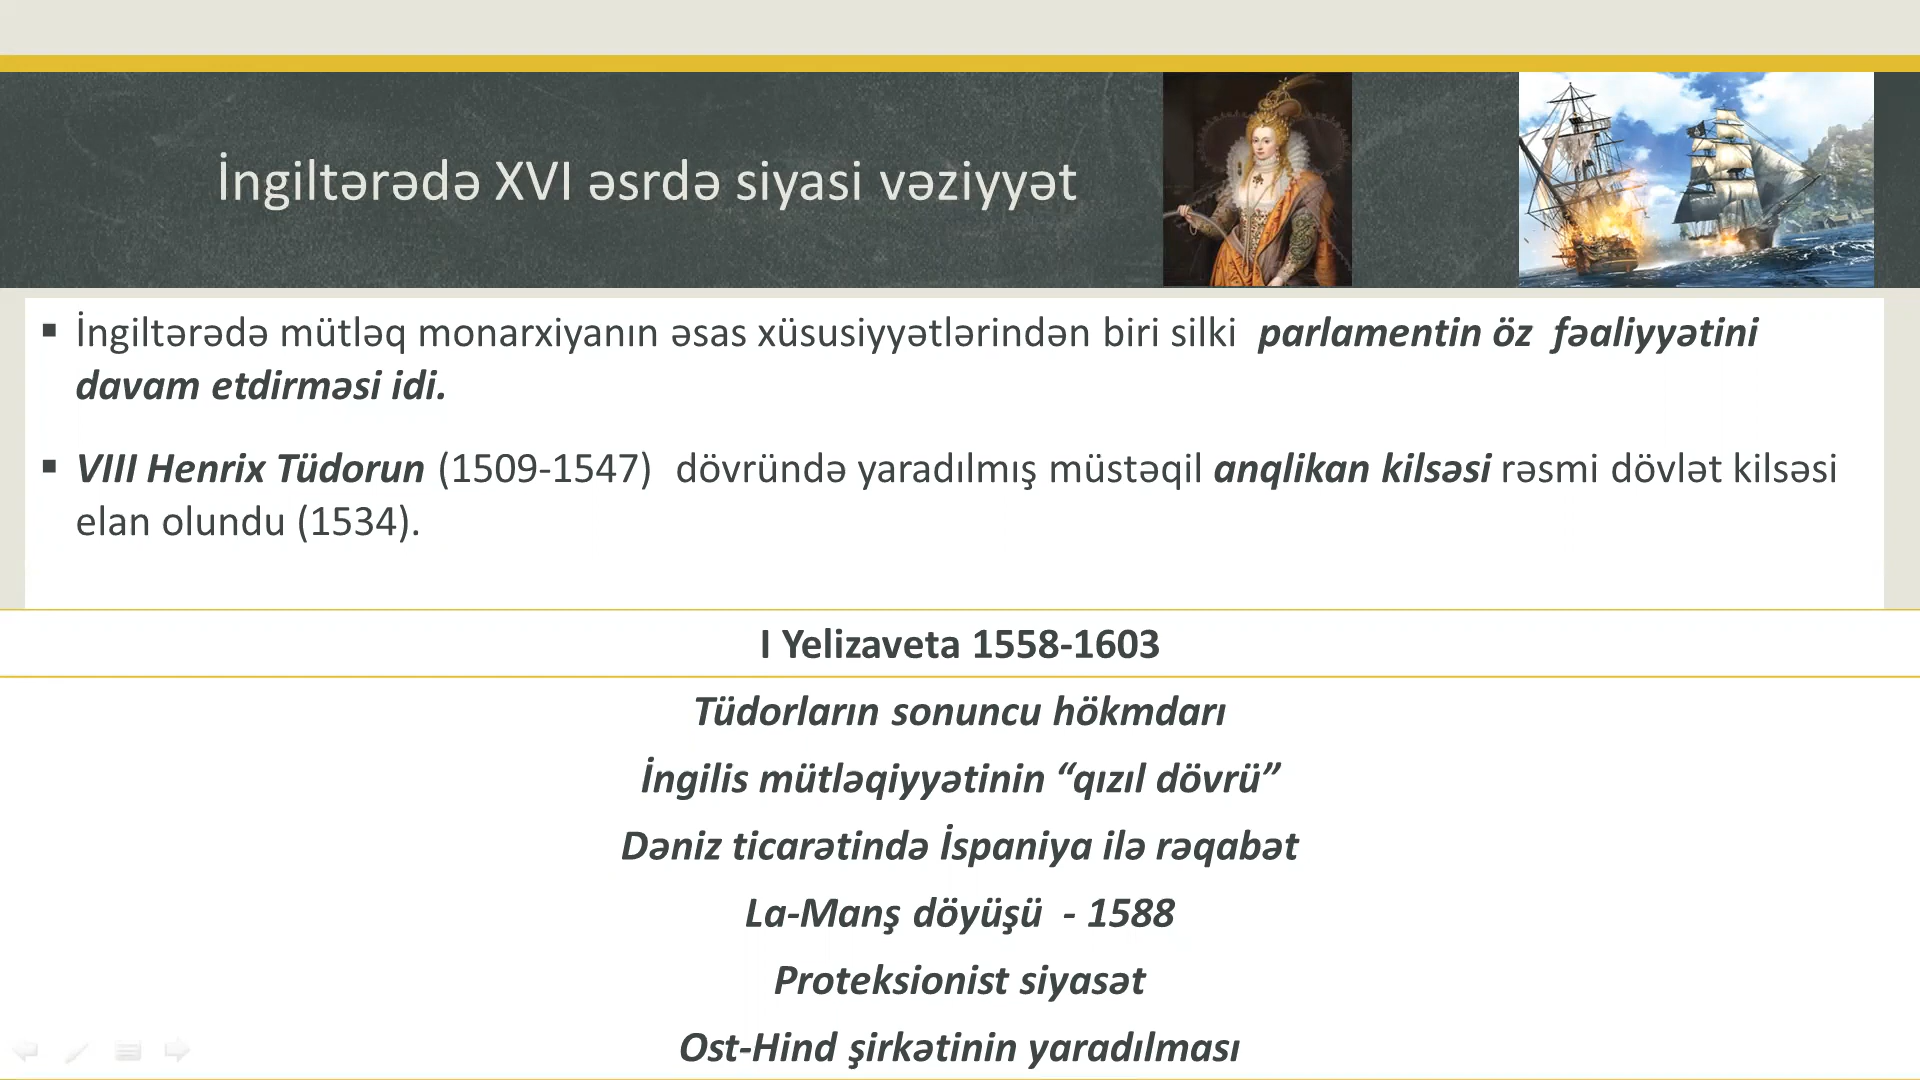 İngiltərədə XVI əsrdə siyasi vəziyyət
▪ İngiltərədə mütləq monarxiyanın əsas xüsusiyyətlərindən biri silki parlamentin öz fəaliyyətini
davam etdirməsi idi.
▪ VIII Henrix Tüdorun (1509-1547) dövründə yaradılmış müstəqil anqlikan kilsəsi rəsmi dövlət kilsəsi
elan olundu (1534).
I Yelizaveta 1558-1603
Tüdorların sonuncu hökmdarı
İngilis mütləqiyyətinin “qızıl dövrü”
Dəniz ticarətində İspaniya ilə rəqabət
La-Manş döyüşü - 1588
Proteksionist siyasət
Ost-Hind şirkətinin yaradılması